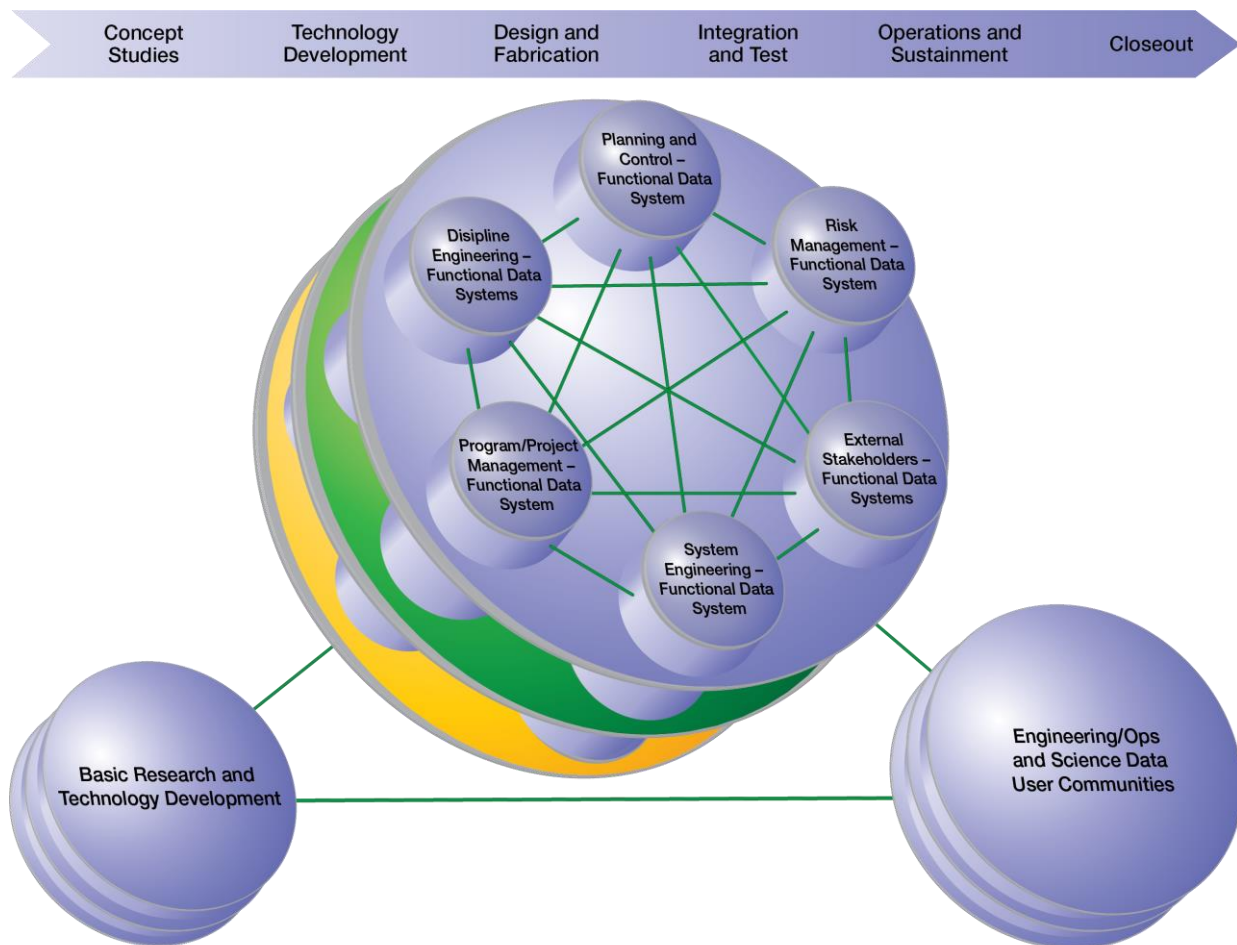 Concept
Studies
Technology
Development
Design and
Fabrication
Integration
and Test
Operations and
Sustainment
Closeout
Planning and
Control –
Functional Data
System
Risk
Management –
Functional Data
System
Disipline
Engineering –
Functional Data
Systems
Program/Project
Management –
Functional Data
System
External
Stakeholders –
Functional Data
Systems
System
Engineering –
Functional Data
System
Basic Research and
Technology Development
Engineering/Ops
and Science Data
User Communities